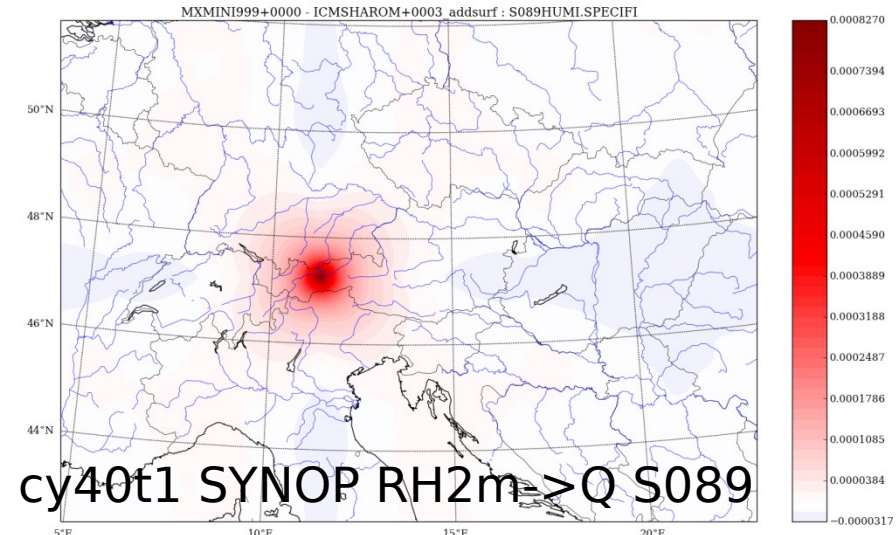 MXMINI999+0000 - ICMSHAROM+0003_addsurf : S089HUMI.SPECIFI
0.0008270
0.0007394
0.0006693
0.0005992
0.0005291
0.0004590
0.0003889
0.0003188
0.0002487
0.0001786
0.0001085
0.0000384
−0.0000317
50°N
48°N
46°N
44°N
cy40t1 SYNOP RH2m->Q S089
5°E 10°E 15°E 20°E